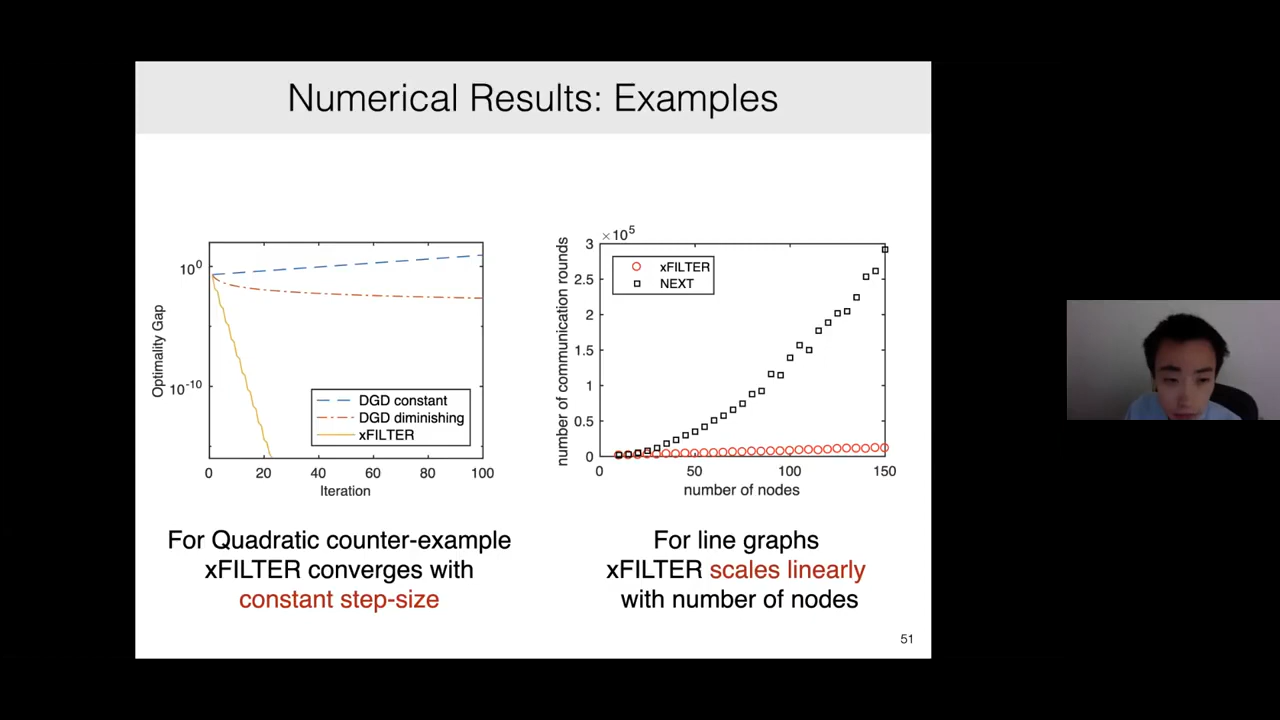 Numerical Results: Examples
10^0
10^-10
Optimality Gap
DGD constant
DGD diminishing
xFILTER
0 20 40 60 80 100
Iteration
For Quadratic counter-example
xFILTER converges with
constant step-size
×10^5
3
2.5
2
1.5
1
0.5
0
number of communication rounds
xFILTER
NEXT
0 50 100 150
number of nodes
For line graphs
xFILTER scales linearly
with number of nodes
51